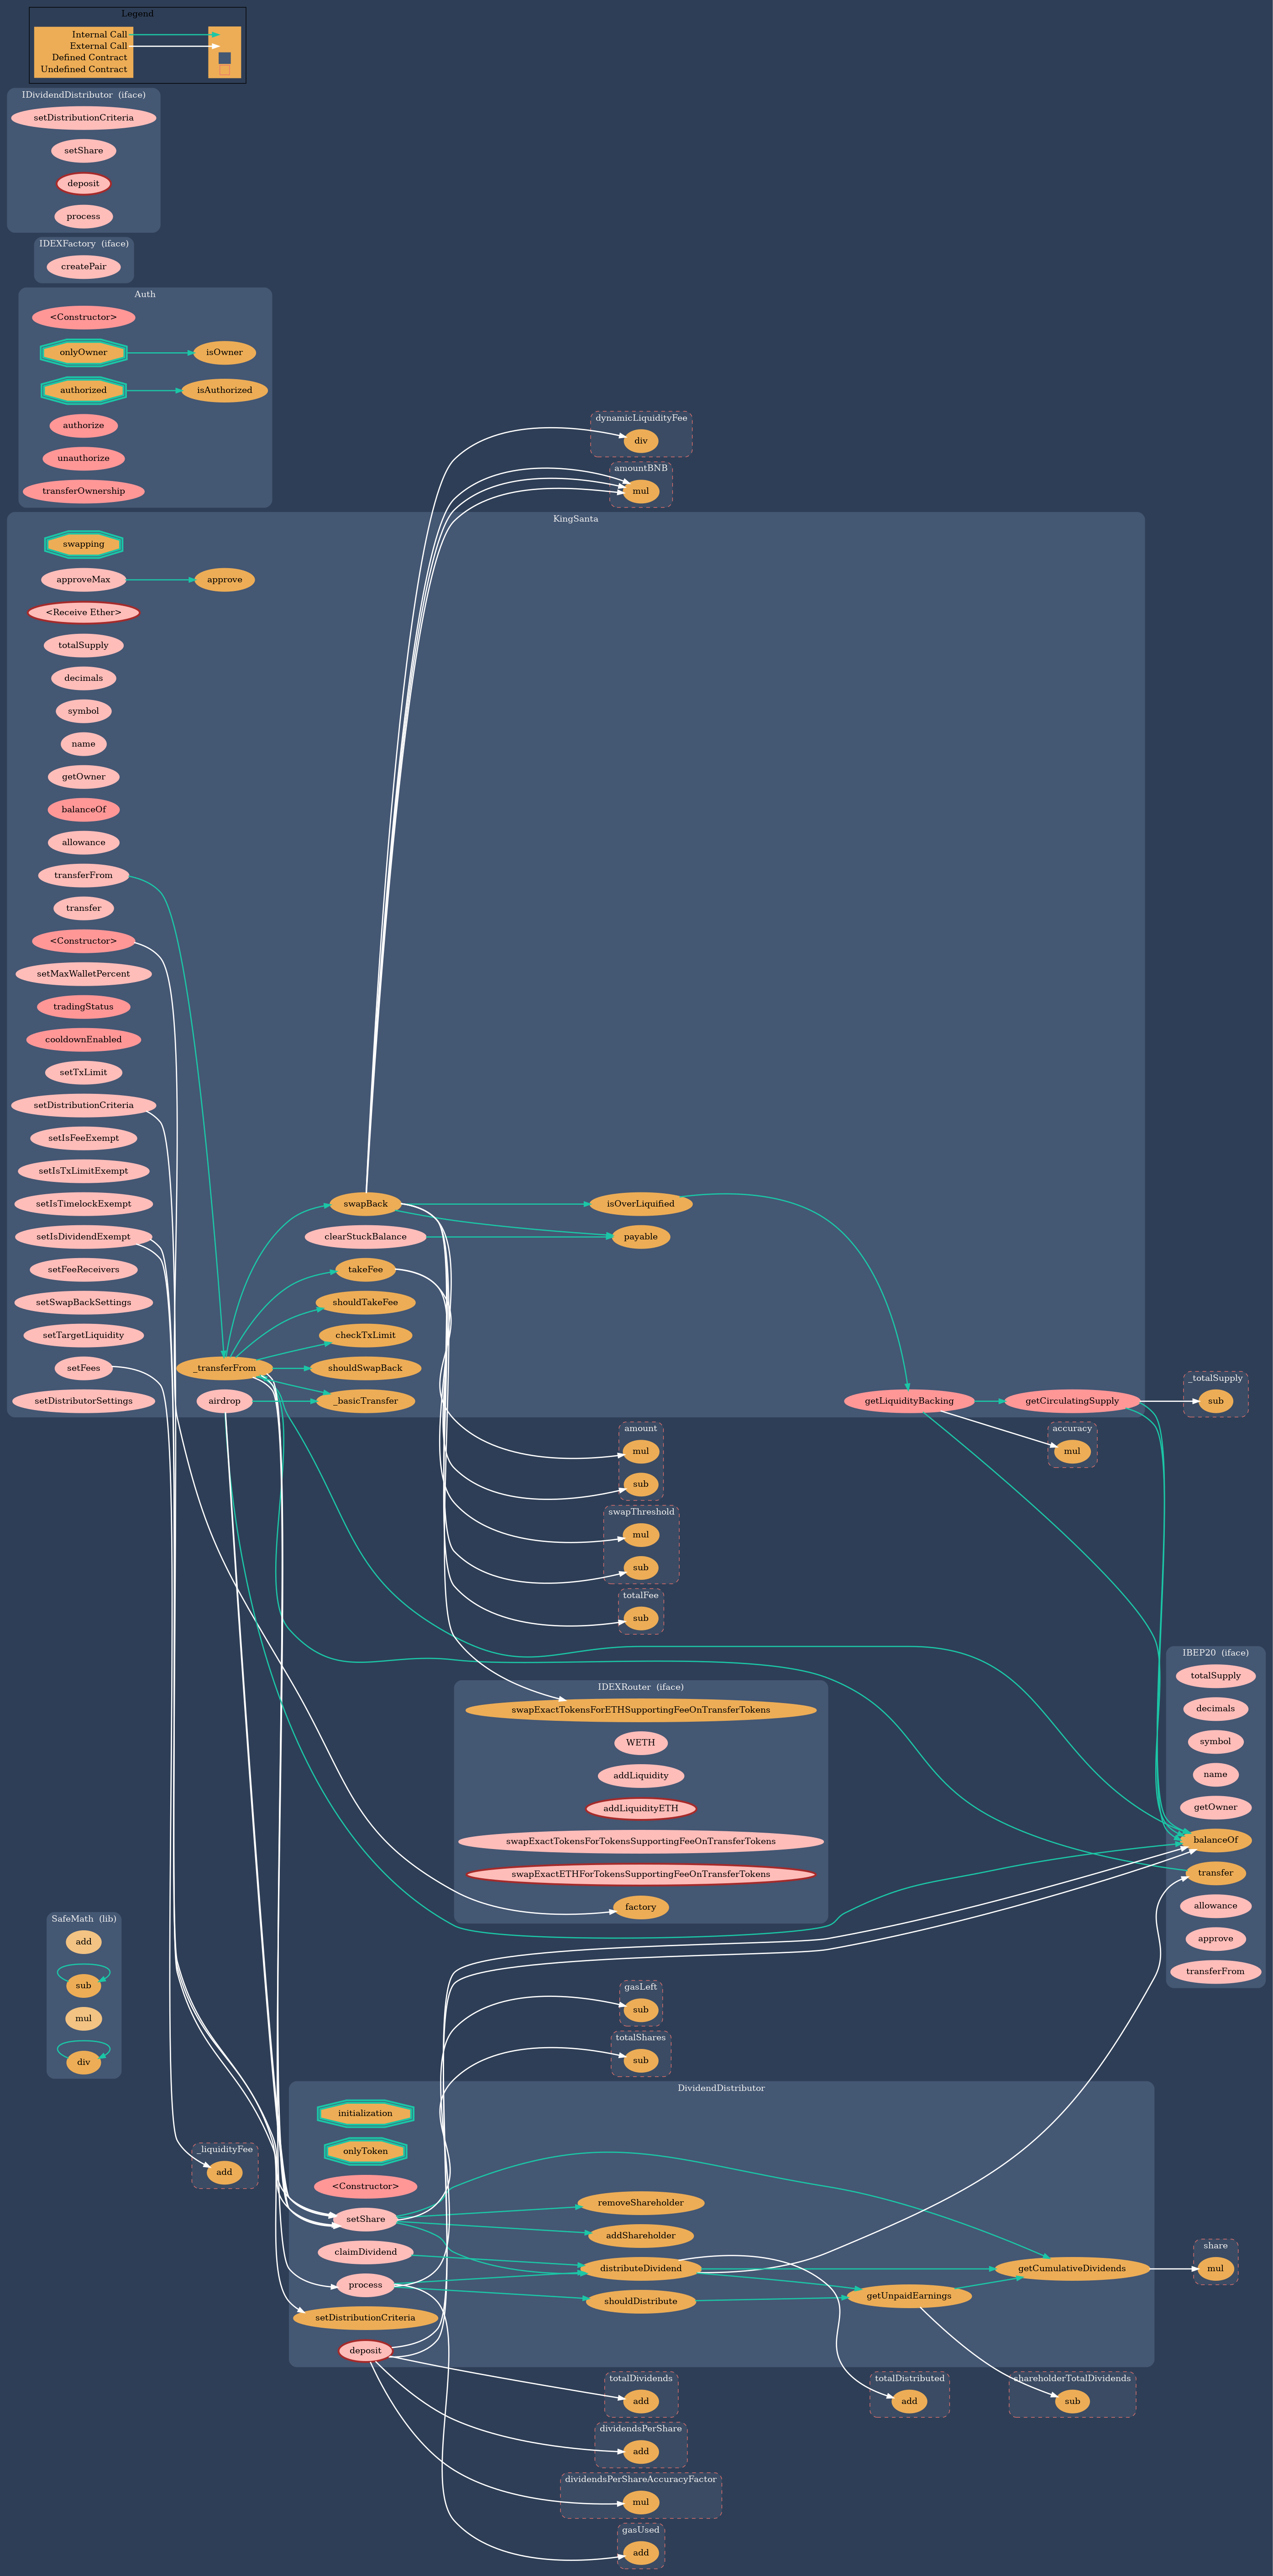 Legend
Internal Call
External Call
Defined Contract
Undefined Contract
IDividendDistributor (iface)
setDistributionCriteria
setShare
deposit
process
IDEXFactory (iface)
createPair
Auth
<Constructor>
onlyOwner
isOwner
authorized
isAuthorized
authorize
unauthorize
transferOwnership
dynamicLiquidityFee
div
amountBNB
mul
KingSanta
swapping
approveMax
approve
<Receive Ether>
totalSupply
decimals
symbol
name
getOwner
balanceOf
allowance
transferFrom
transfer
<Constructor>
setMaxWalletPercent
tradingStatus
cooldownEnabled
setTxLimit
setDistributionCriteria
setIsFeeExempt
setIsTxLimitExempt
setIsTimelockExempt
setIsDividendExempt
setFeeReceivers
setSwapBackSettings
setTargetLiquidity
setFees
setDistributorSettings
_transferFrom
airdrop
swapBack
clearStuckBalance
takeFee
shouldTakeFee
checkTxLimit
shouldSwapBack
_basicTransfer
isOverLiquified
payable
getLiquidityBacking
getCirculatingSupply
_totalSupply
sub
accuracy
mul
amount
mul
sub
swapThreshold
mul
sub
totalFee
sub
IDEXRouter (iface)
swapExactTokensForETHSupportingFeeOnTransferTokens
WETH
addLiquidity
addLiquidityETH
swapExactTokensForTokensSupportingFeeOnTransferTokens
swapExactETHForTokensSupportingFeeOnTransferTokens
factory
IBEP20 (iface)
totalSupply
decimals
symbol
name
getOwner
balanceOf
transfer
allowance
approve
transferFrom
SafeMath (lib)
add
sub
mul
div
gasLeft
sub
totalShares
sub
_liquidityFee
add
DividendDistributor
initialization
onlyToken
<Constructor>
setShare
claimDividend
process
setDistributionCriteria
deposit
removeShareholder
addShareholder
distributeDividend
shouldDistribute
getUnpaidEarnings
getCumulativeDividends
share
mul
totalDividends
add
totalDistributed
add
shareholderTotalDividends
sub
dividendsPerShare
add
dividendsPerShareAccuracyFactor
mul
gasUsed
add